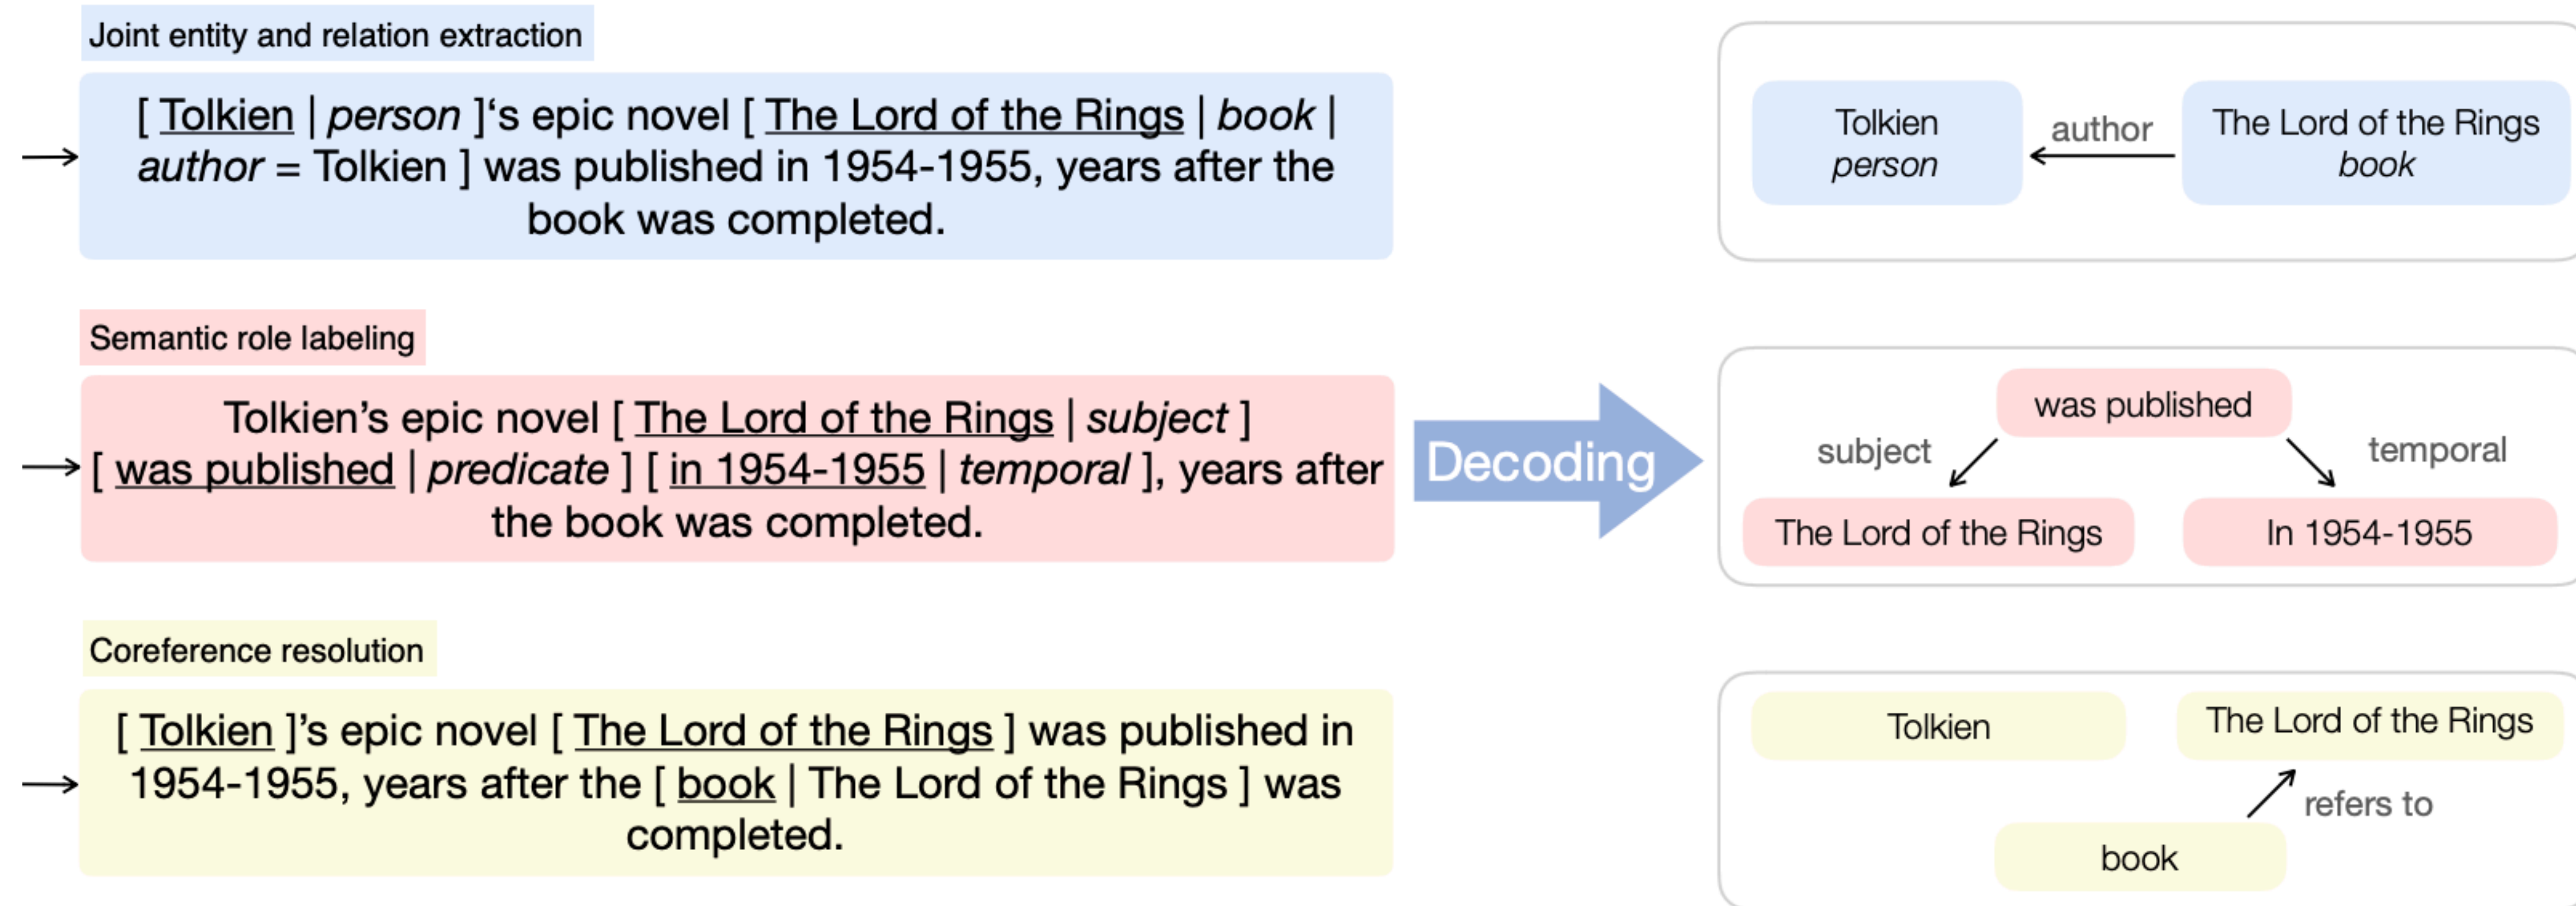 Joint entity and relation extraction
[ Tolkien | person ]‘s epic novel [ The Lord of the Rings | book |
author = Tolkien ] was published in 1954-1955, years after the
book was completed.
Tolkien
person
author
The Lord of the Rings
book
Semantic role labeling
Tolkien’s epic novel [ The Lord of the Rings | subject ]
[ was published | predicate ] [ in 1954-1955 | temporal ], years after
the book was completed.
Decoding
was published
subject
temporal
The Lord of the Rings
In 1954-1955
Coreference resolution
[ Tolkien ]’s epic novel [ The Lord of the Rings ] was published in
1954-1955, years after the [ book | The Lord of the Rings ] was
completed.
Tolkien
The Lord of the Rings
refers to
book